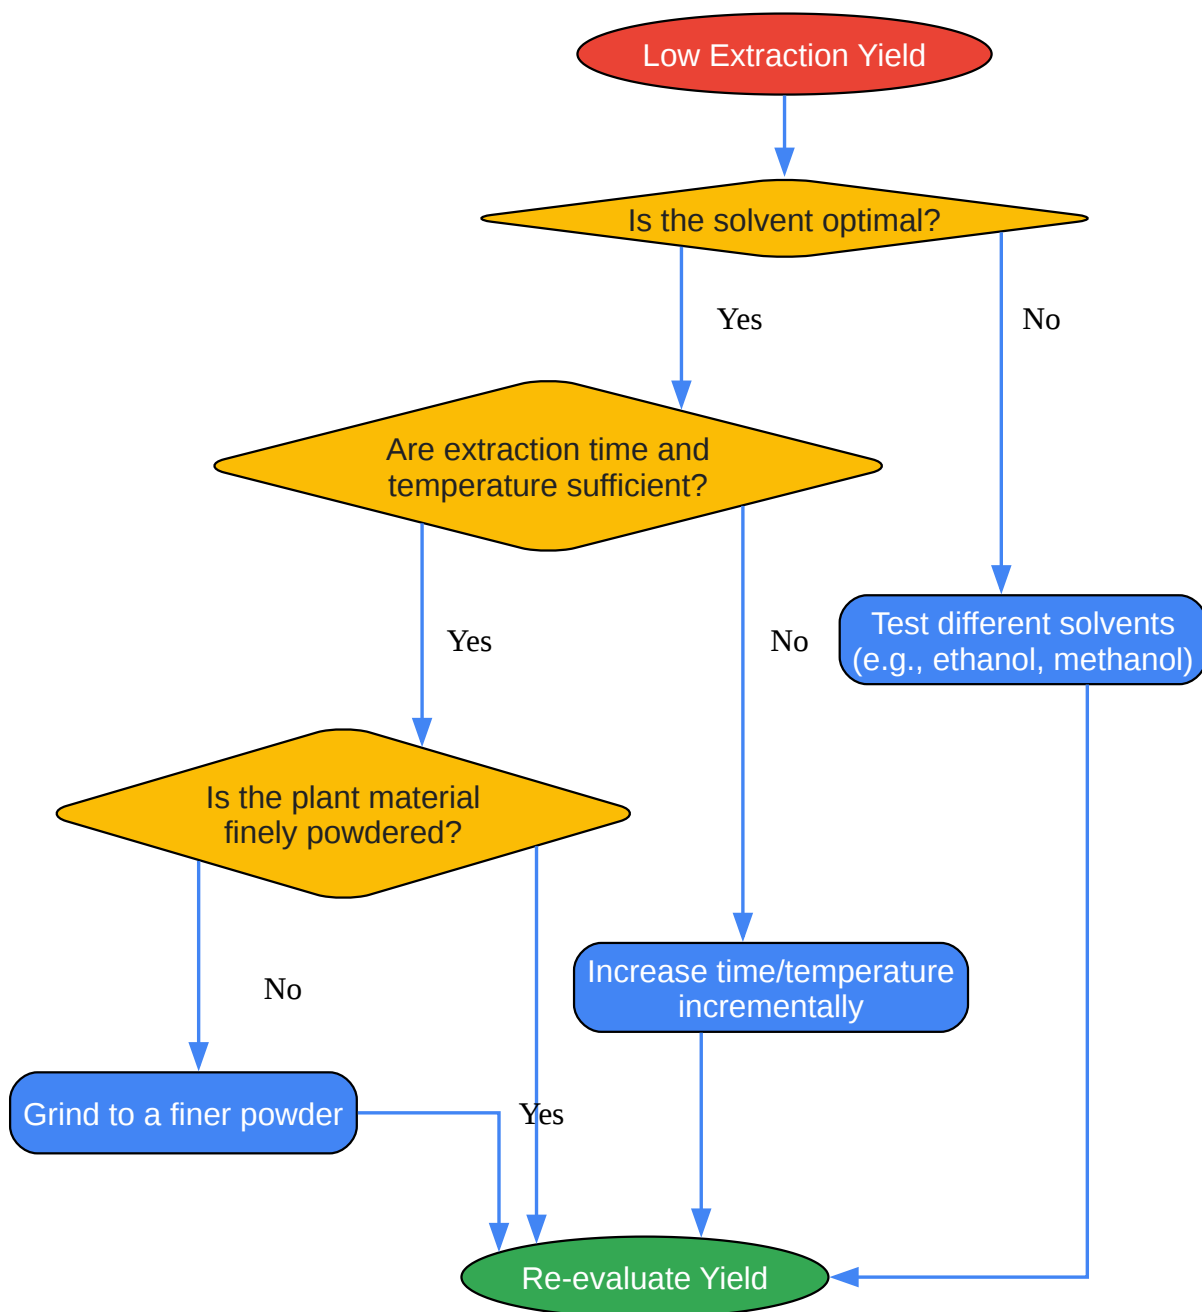 Low Extraction Yield
Is the solvent optimal?
Yes
No
Are extraction time and
temperature sufficient?
Test different solvents
(e.g., ethanol, methanol)
Yes
No
Is the plant material
finely powdered?
Increase time/temperature
incrementally
No
Grind to a finer powder
Yes
Re-evaluate Yield